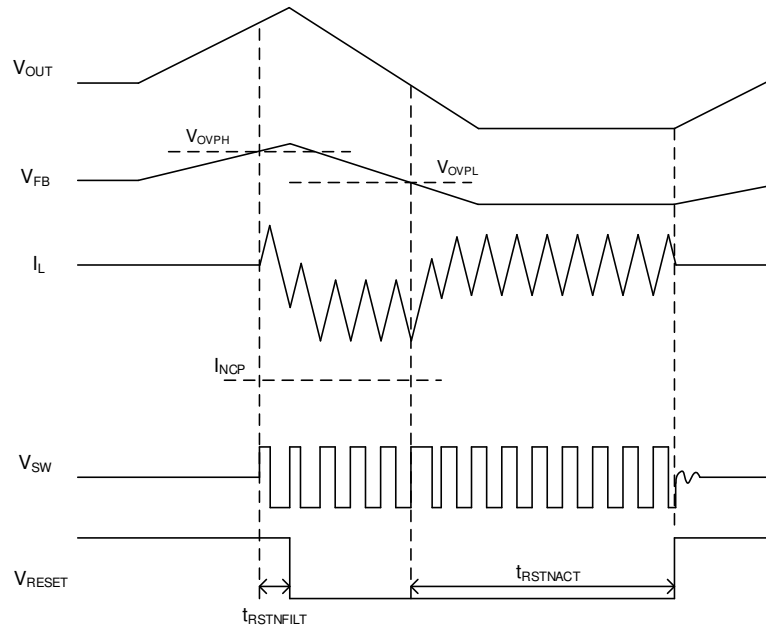 VOUT
VOVPH
VOVPL
VFB
IL
INCP
VSW
VRESET
tRSTNACT
tRSTNFILT